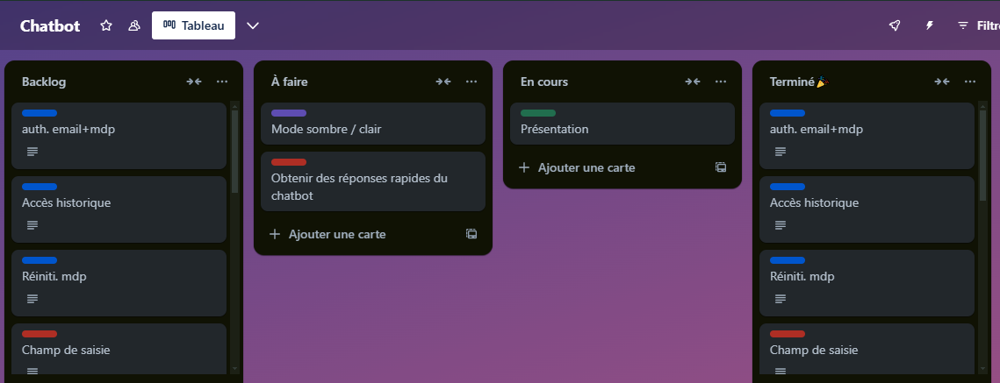 Chatbot
Tableau
Filtr
Backlog
auth. email+mdp
Accès historique
Réiniti. mdp
Champ de saisie
À faire
Mode sombre / clair
Obtenir des réponses rapides du
chatbot
Ajouter une carte
En cours
Présentation
Ajouter une carte
Terminé🎉
auth. email+mdp
Accès historique
Réiniti. mdp
Champ de saisie